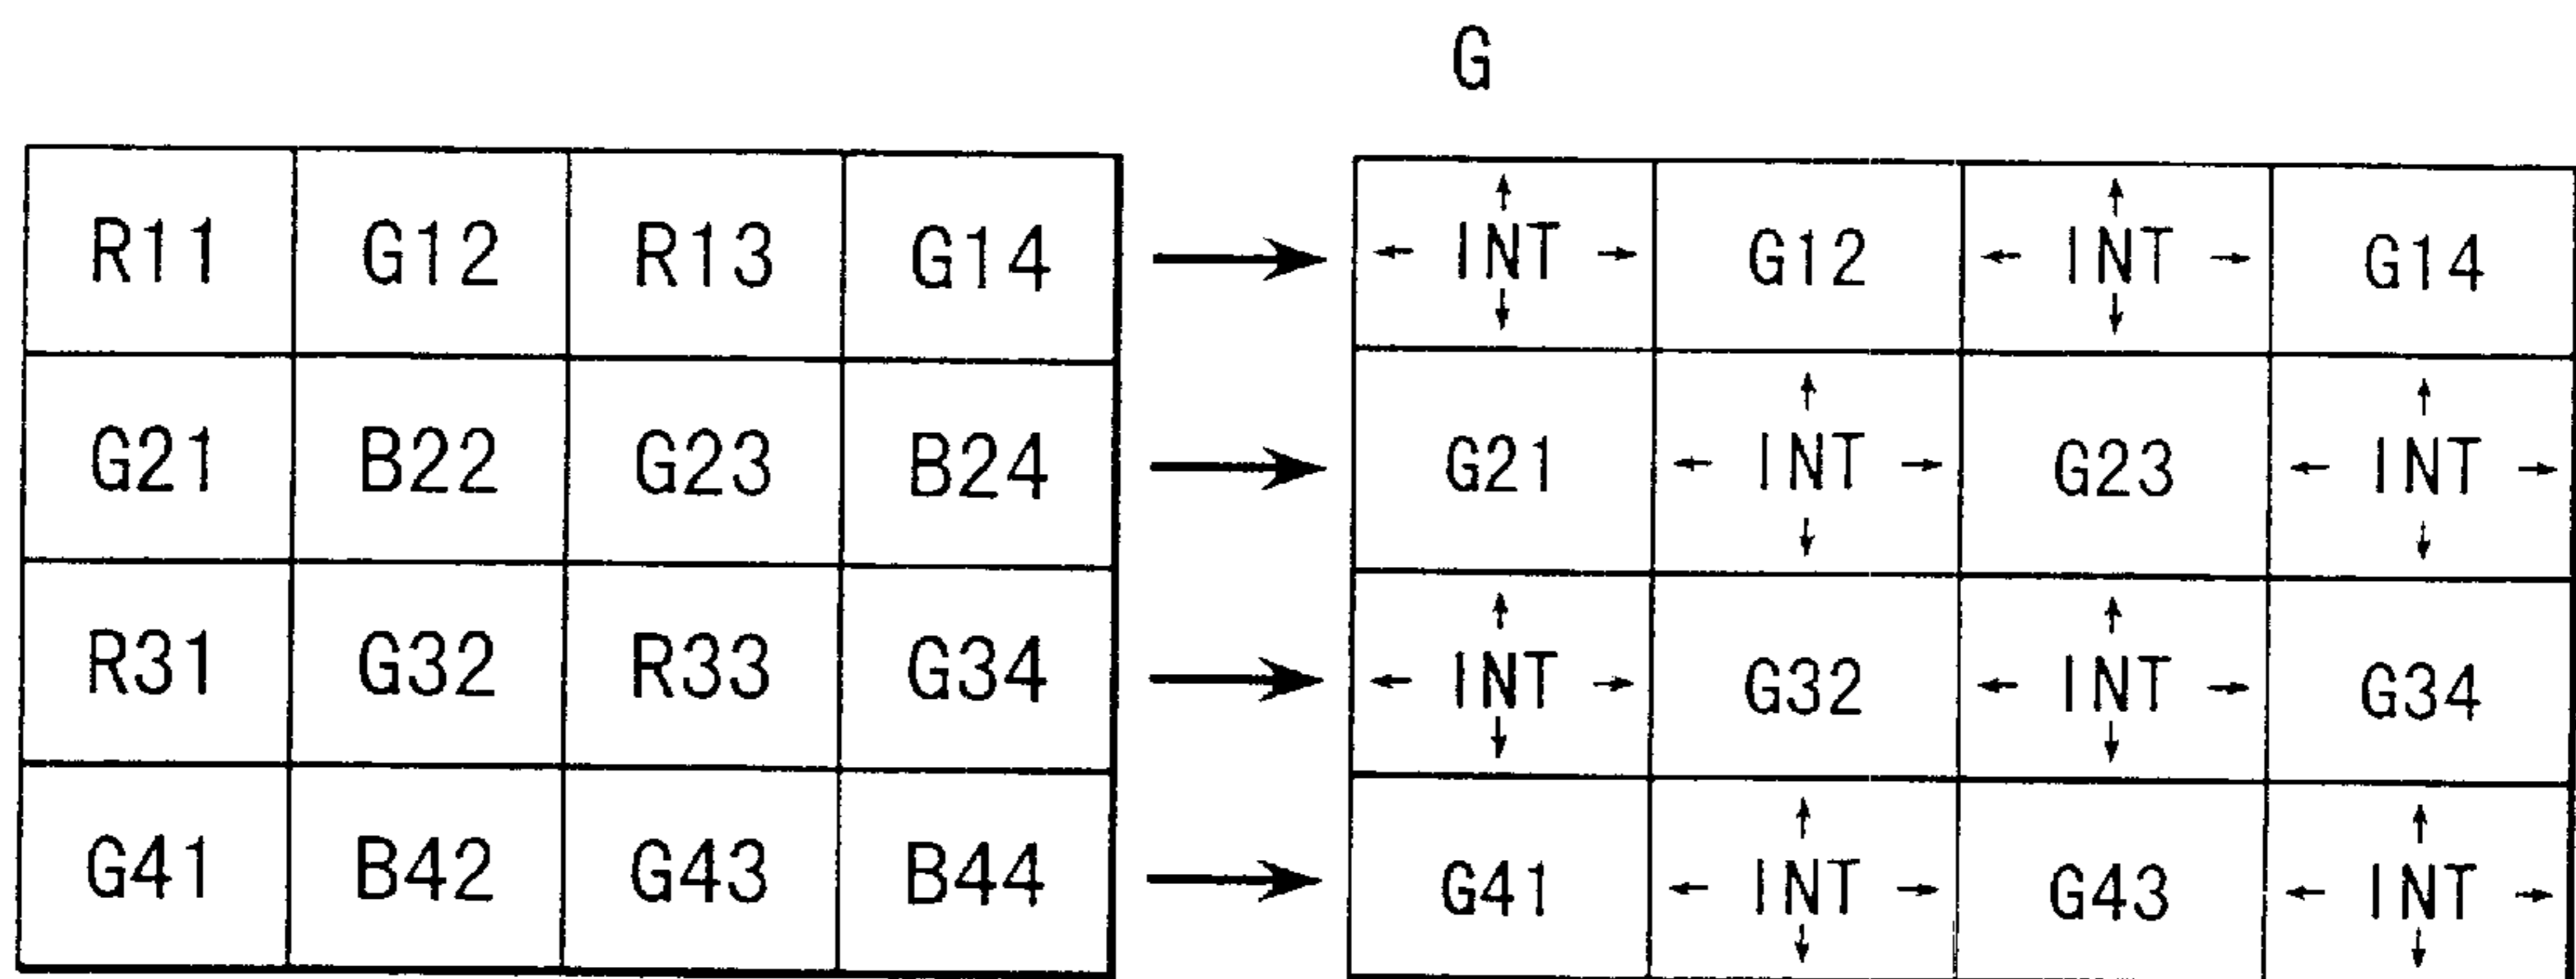 G
R11 G12 R13 G14 INT G12 INT G14
G21 B22 G23 B24 G21 INT G23 INT
R31 G32 R33 G34 INT G32 INT G34
G41 B42 G43 B44 G41 INT G43 INT